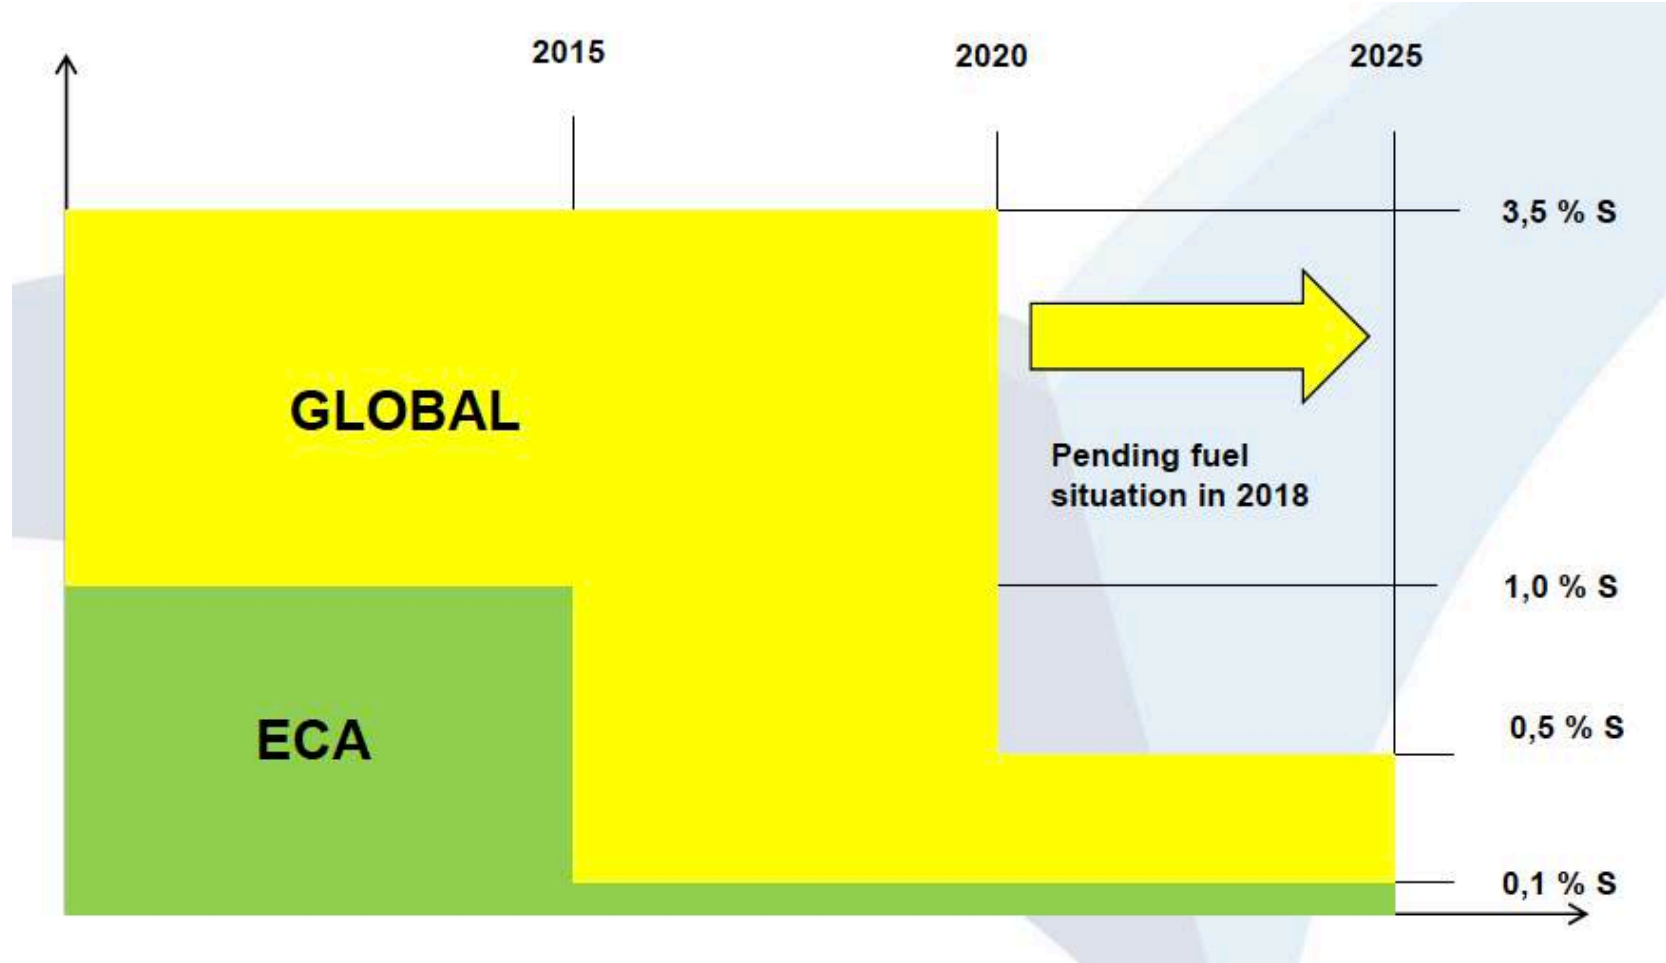 2015
2020
2025
3,5 % S
GLOBAL
Pending fuel
situation in 2018
1,0 % S
0,5 % S
ECA
0,1 % S